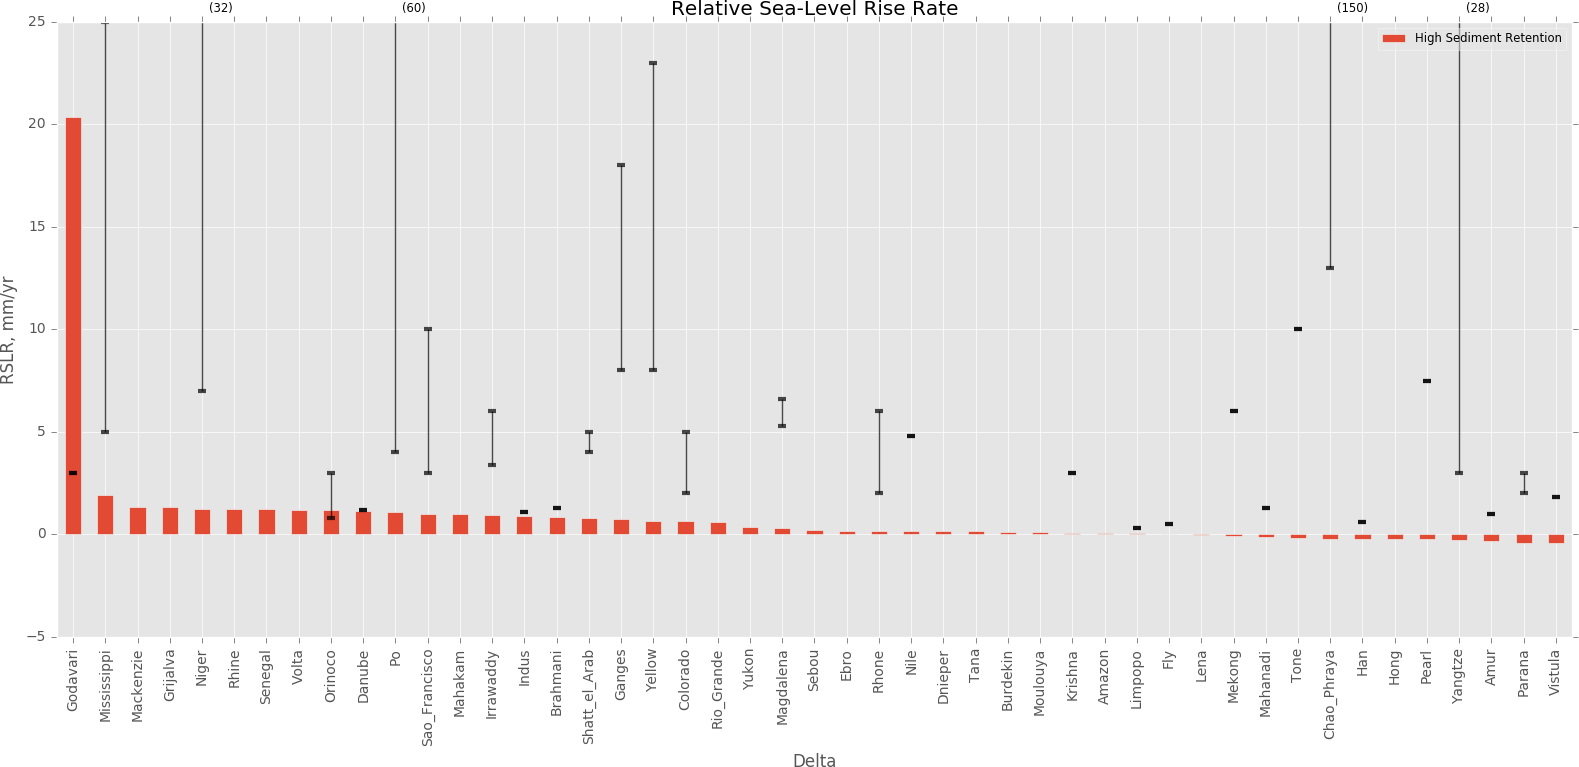 Relative Sea-Level Rise Rate
(32)
(60)
(150)
(28)
High Sediment Retention
RSLR, mm/yr
25
20
15
10
5
0
−5
Godavari
Mississippi
Mackenzie
Grijalva
Niger
Rhine
Senegal
Volta
Orinoco
Danube
Po
Sao_Francisco
Mahakam
Irrawaddy
Indus
Brahmani
Shatt_el_Arab
Ganges
Yellow
Colorado
Rio_Grande
Yukon
Magdalena
Sebou
Ebro
Rhone
Nile
Dnieper
Tana
Burdekin
Moulouya
Krishna
Amazon
Limpopo
Fly
Lena
Mekong
Mahanadi
Tone
Chao_Phraya
Han
Hong
Pearl
Yangtze
Amur
Parana
Vistula
Delta